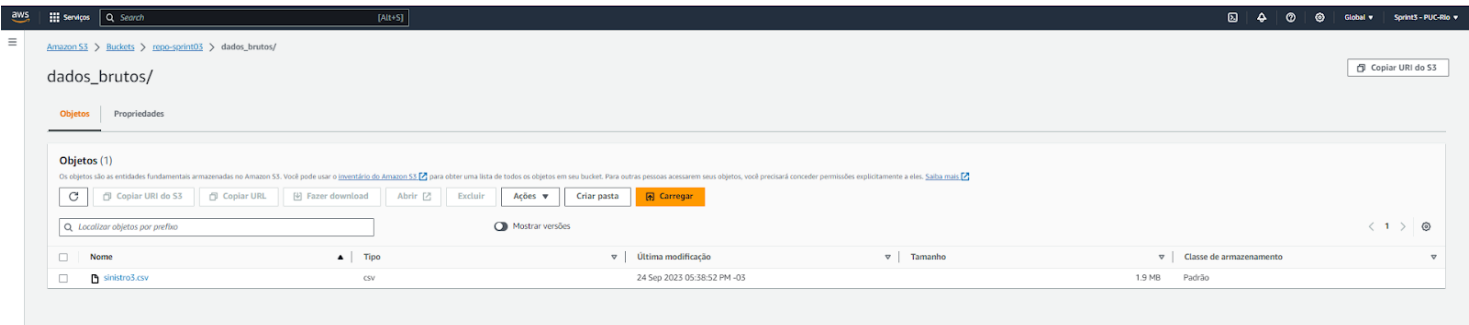 aws Serviços Search [Alt+S] Global Sprint3 - PUC-Rio
Amazon S3 > Buckets > repo-sprint03 > dados_brutos/
dados_brutos/
Copiar URI do S3
Objetos Propriedades
Objetos (1)
Os objetos são as entidades fundamentais armazenadas no Amazon S3. Você pode usar o inventário do Amazon S3 para obter uma lista de todos os objetos em seu bucket. Para outras pessoas acessarem seus objetos, você precisará conceder permissões explicitamente a eles. Saiba mais
Copiar URI do S3 Copiar URL Fazer download Abrir Excluir Ações Criar pasta Carregar
Localizar objetos por prefixo Mostrar versões < 1 >
Nome Tipo Última modificação Tamanho Classe de armazenamento
sinistro3.csv csv 24 Sep 2023 05:38:52 PM -03 1.9 MB Padrão